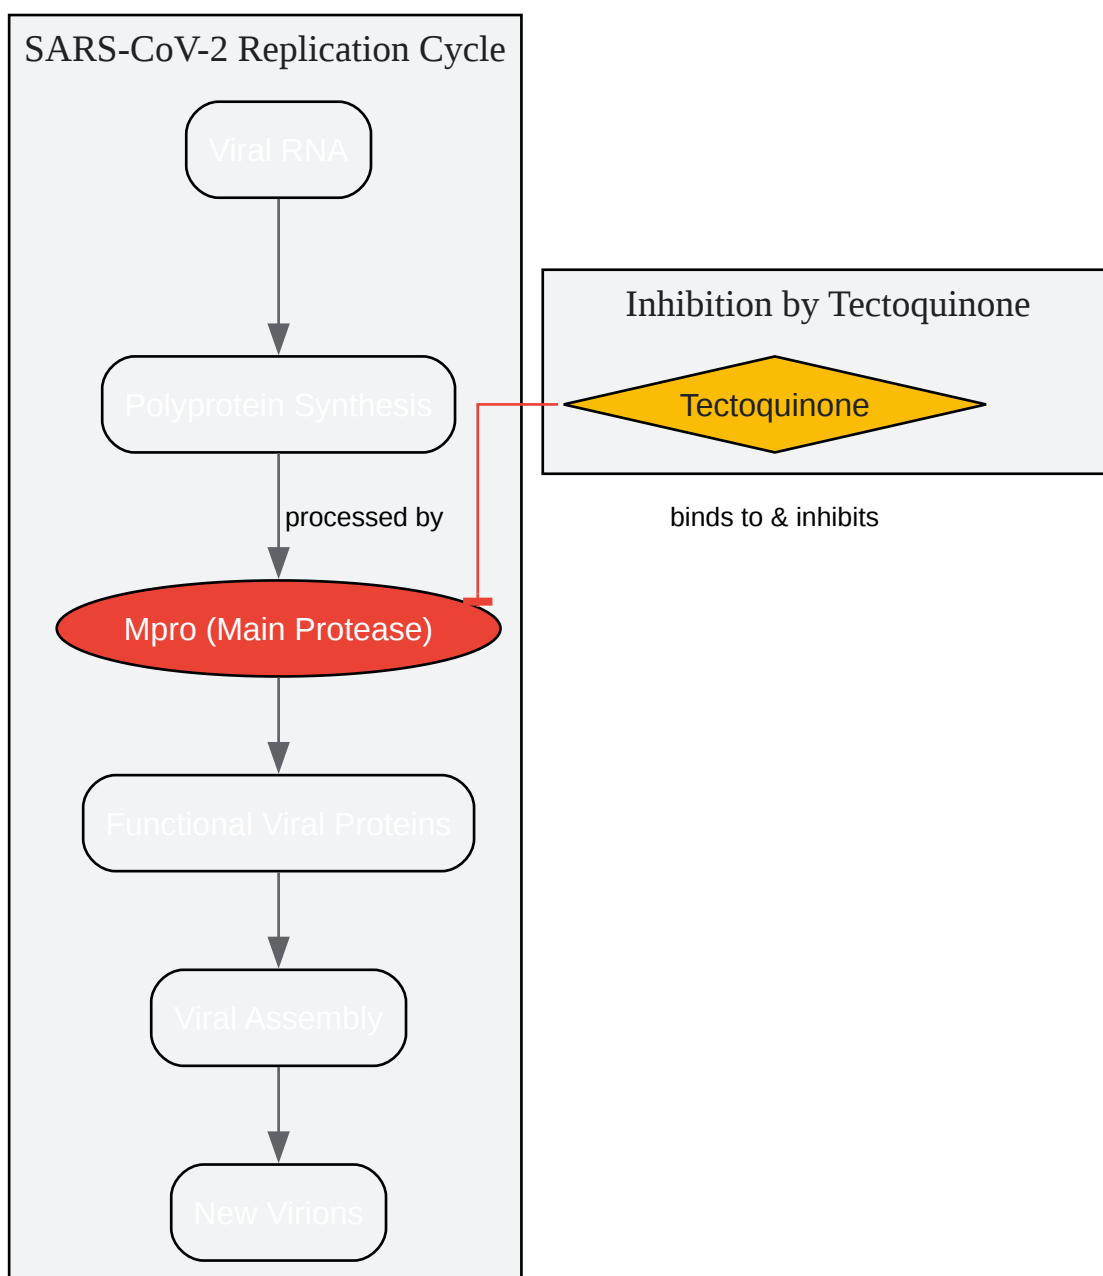 SARS-CoV-2 Replication Cycle
Viral RNA
Inhibition by Tectoquinone
Polyprotein Synthesis
Tectoquinone
processed by
binds to & inhibits
Mpro (Main Protease)
Functional Viral Proteins
Viral Assembly
New Virions